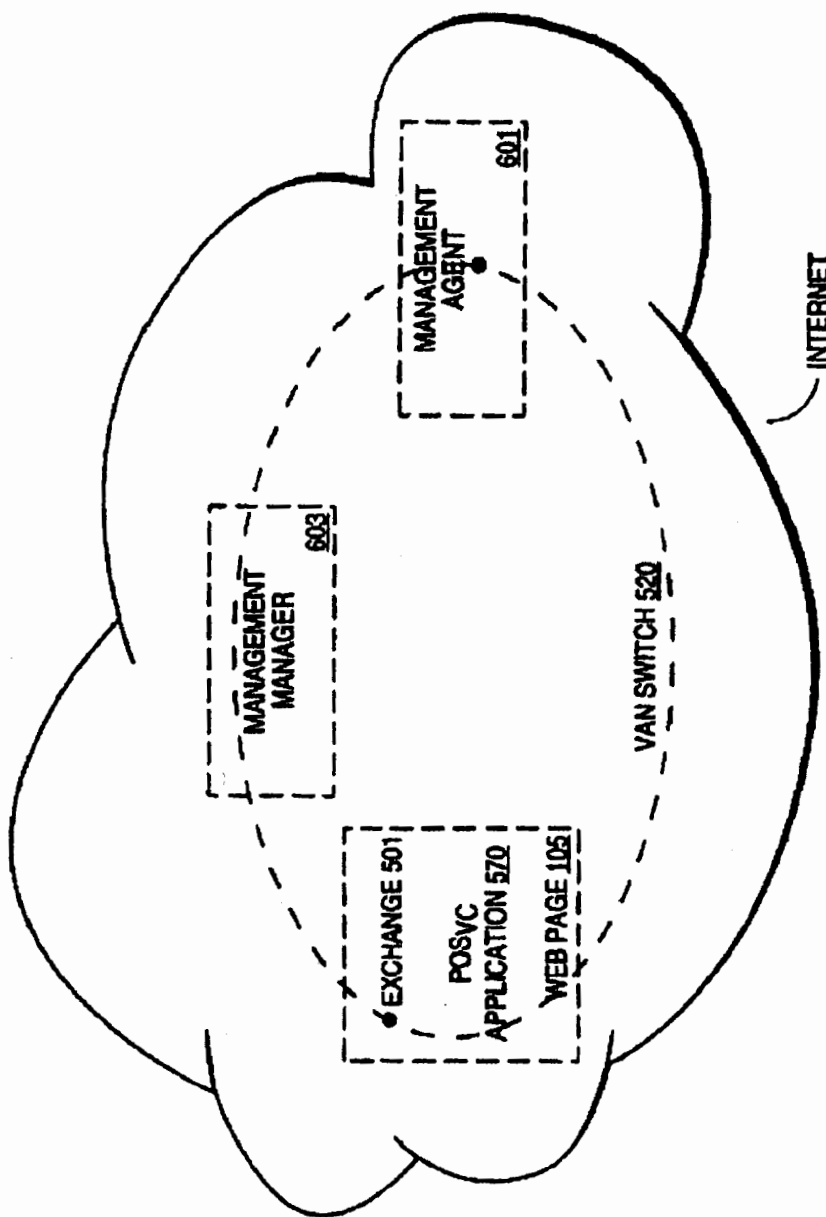 MANAGEMENT
MANAGER
603
MANAGEMENT
AGENT
601
EXCHANGE 501
POSVC
APPLICATION 570
WEB PAGE 105
VAN SWITCH 520
INTERNET